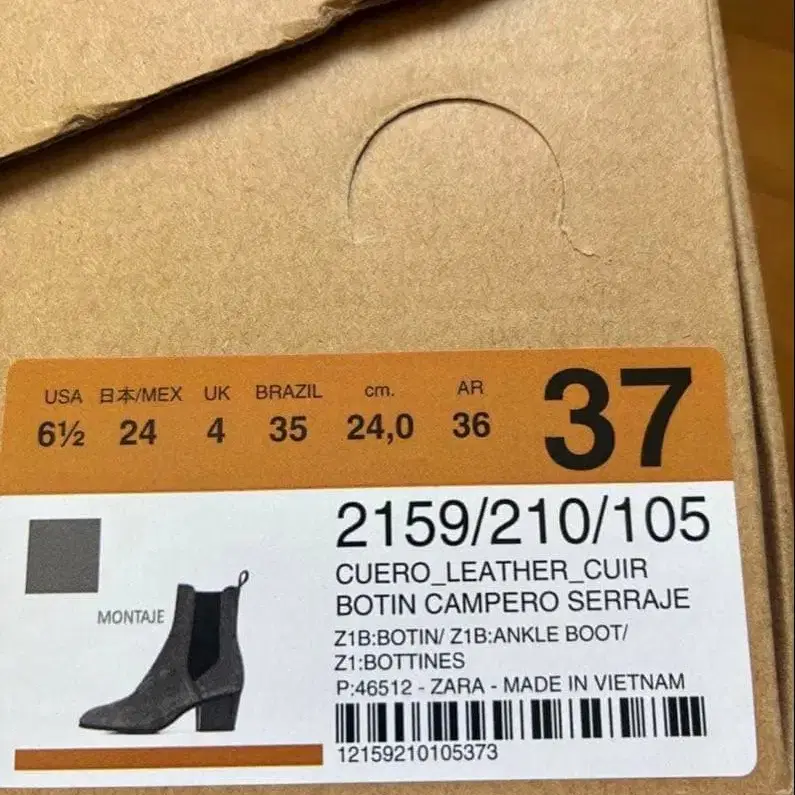 USA 日本/MEX UK BRAZIL cm. AR 37
6½ 24 4 35 24,0 36
2159/210/105
CUERO_LEATHER_CUIR
MONTAJE
BOTIN CAMPERO SERRAJE
Z1B:BOTIN/ Z1B:ANKLE BOOT/
Z1:BOTTINES
P:46512 - ZARA - MADE IN VIETNAM
12159210105373